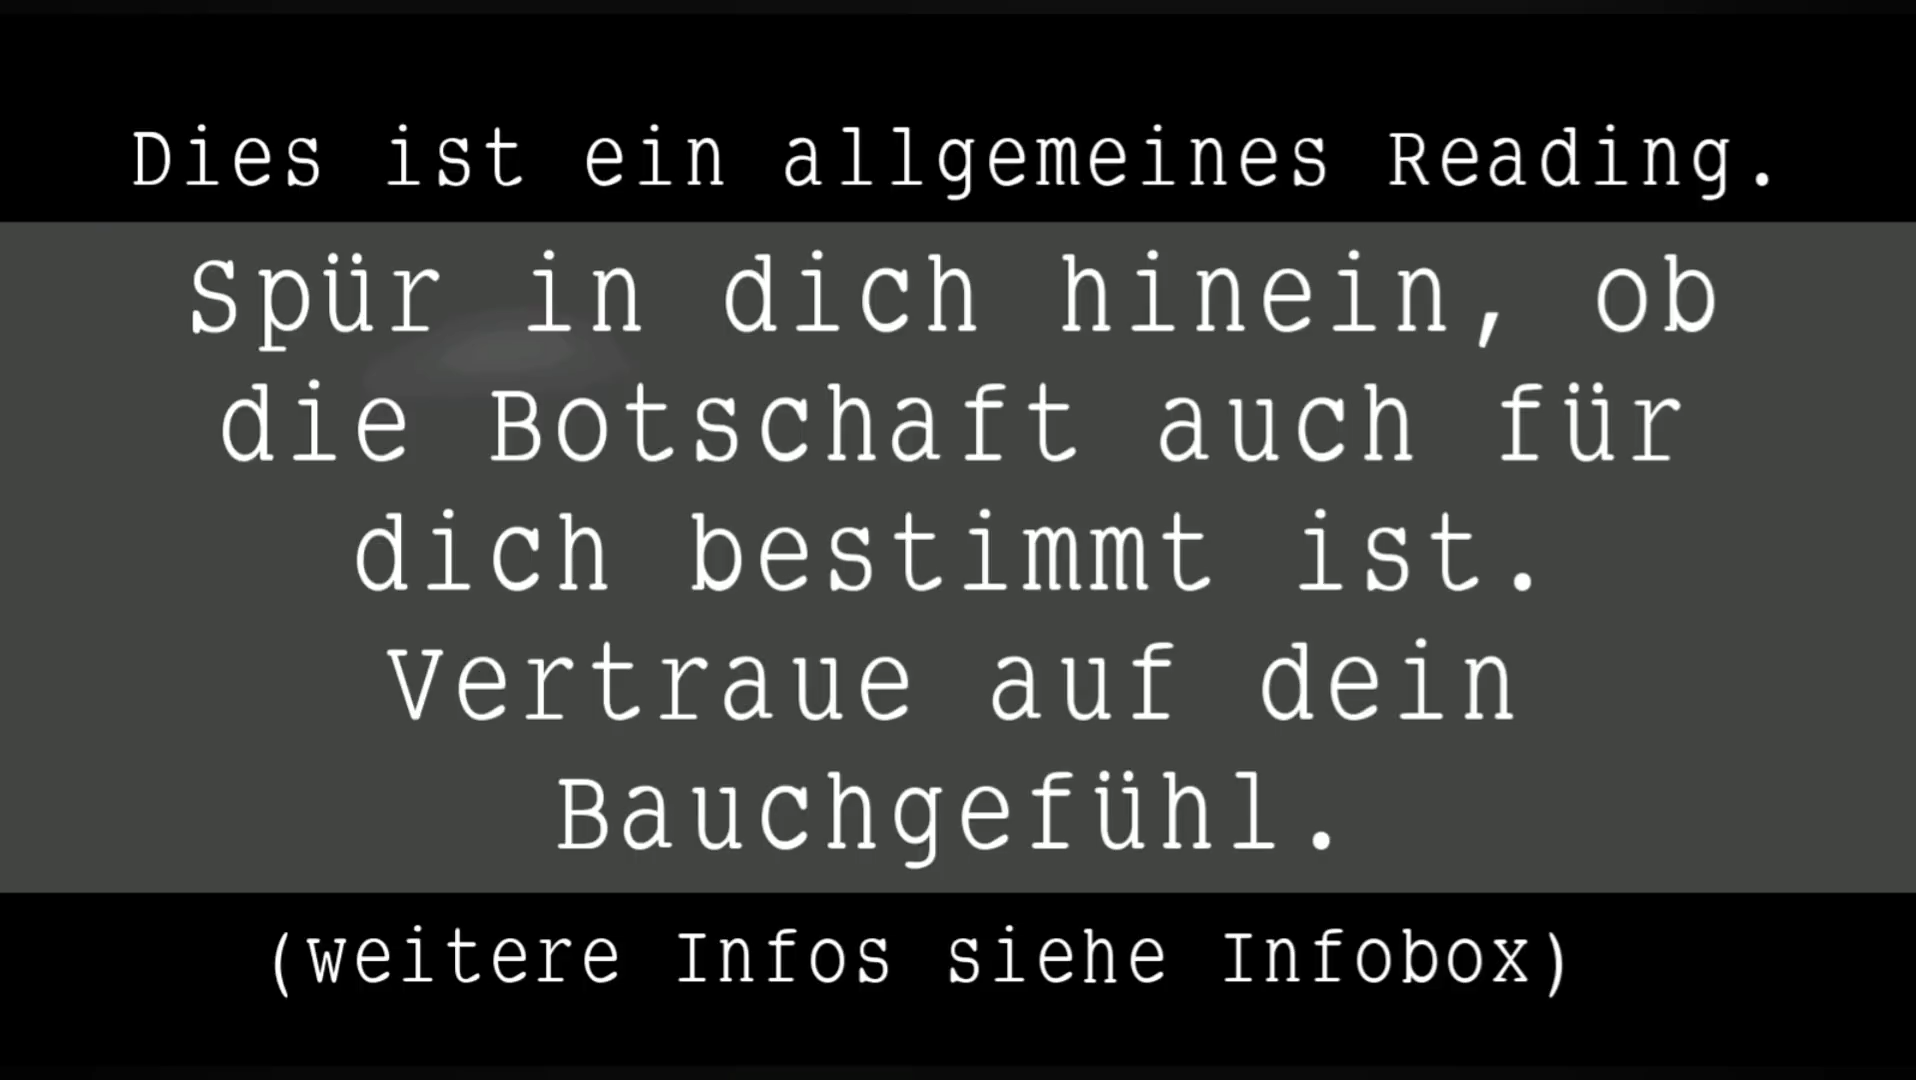 Dies ist ein allgemeines Reading.
Spür in dich hinein, ob
die Botschaft auch für
dich bestimmt ist.
Vertraue auf dein
Bauchgefühl.
(weitere Infos siehe Infobox)